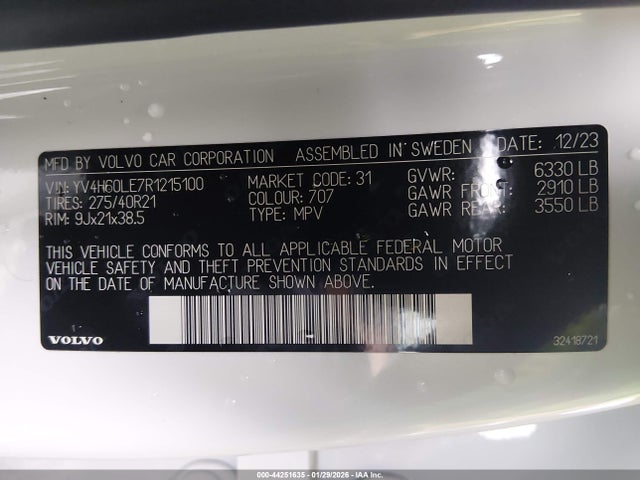 MFD BY VOLVO CAR CORPORATION ASSEMBLED IN SWEDEN DATE: 12/23
VIN: YV4H60LE7R1215100 MARKET CODE: 31 GVWR: 6330 LB
TIRES: 275/40R21 COLOUR: 707 GAWR FRONT: 2910 LB
RIM: 9Jx21x38.5 TYPE: MPV GAWR REAR: 3550 LB
THIS VEHICLE CONFORMS TO ALL APPLICABLE FEDERAL MOTOR
VEHICLE SAFETY AND THEFT PREVENTION STANDARDS IN EFFECT
ON THE DATE OF MANUFACTURE SHOWN ABOVE.
VOLVO 32418721
000-44251635 - 01/29/2026 - IAA Inc.